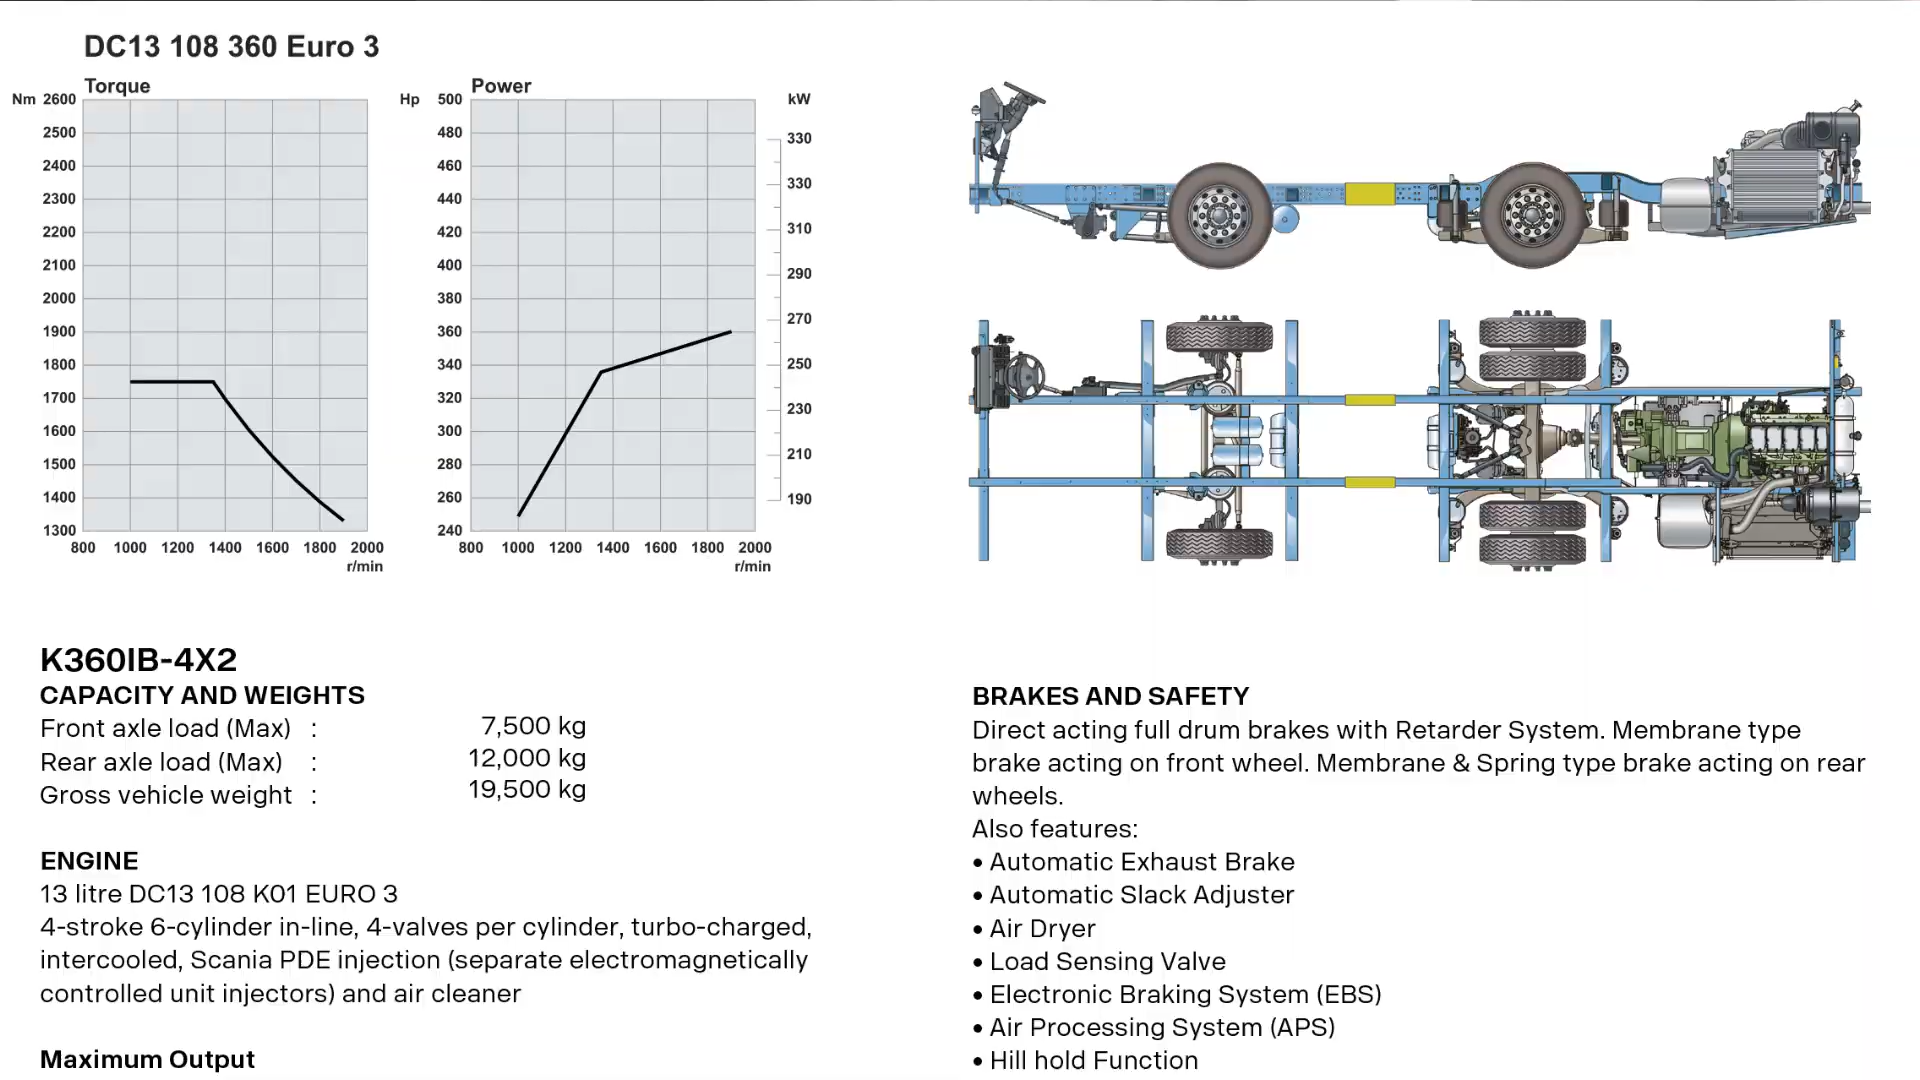 DC13 108 360 Euro 3
Torque
Nm
2600
2500
2400
2300
2200
2100
2000
1900
1800
1700
1600
1500
1400
1300
800 1000 1200 1400 1600 1800 2000
r/min
Power
Hp
500
480
460
440
420
400
380
360
340
320
300
280
260
240
kW
330
330
310
290
270
250
230
210
190
800 1000 1200 1400 1600 1800 2000
r/min
K360IB-4X2
CAPACITY AND WEIGHTS
Front axle load (Max) : 7,500 kg
Rear axle load (Max) : 12,000 kg
Gross vehicle weight : 19,500 kg
ENGINE
13 litre DC13 108 K01 EURO 3
4-stroke 6-cylinder in-line, 4-valves per cylinder, turbo-charged,
intercooled, Scania PDE injection (separate electromagnetically
controlled unit injectors) and air cleaner
Maximum Output
BRAKES AND SAFETY
Direct acting full drum brakes with Retarder System. Membrane type
brake acting on front wheel. Membrane & Spring type brake acting on rear
wheels.
Also features:
• Automatic Exhaust Brake
• Automatic Slack Adjuster
• Air Dryer
• Load Sensing Valve
• Electronic Braking System (EBS)
• Air Processing System (APS)
• Hill hold Function